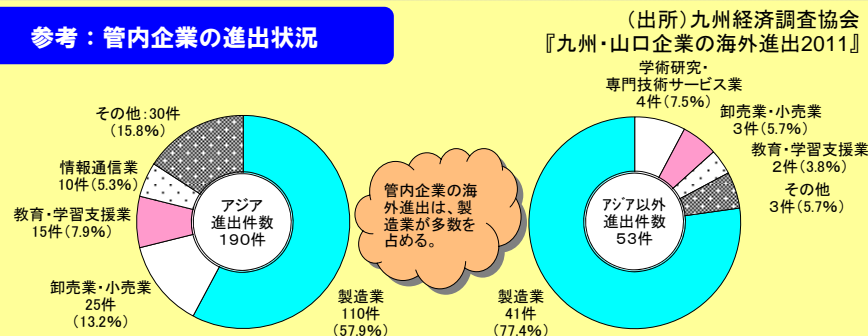 参考：管内企業の進出状況
（出所）九州経済調査協会
『九州・山口企業の海外進出2011』
その他：30件
（15.8%）
情報通信業
10件（5.3%）
教育・学習支援業
15件（7.9%）
卸売業・小売業
25件
（13.2%）
アジア
進出件数
190件
製造業
110件
（57.9%）
管内企業の海
外進出は、製
造業が多数を
占める。
学術研究・
専門技術サービス業
4件（7.5%）
卸売業・小売業
3件（5.7%）
教育・学習支援業
2件（3.8%）
その他
3件（5.7%）
アジア以外
進出件数
53件
製造業
41件
（77.4%）